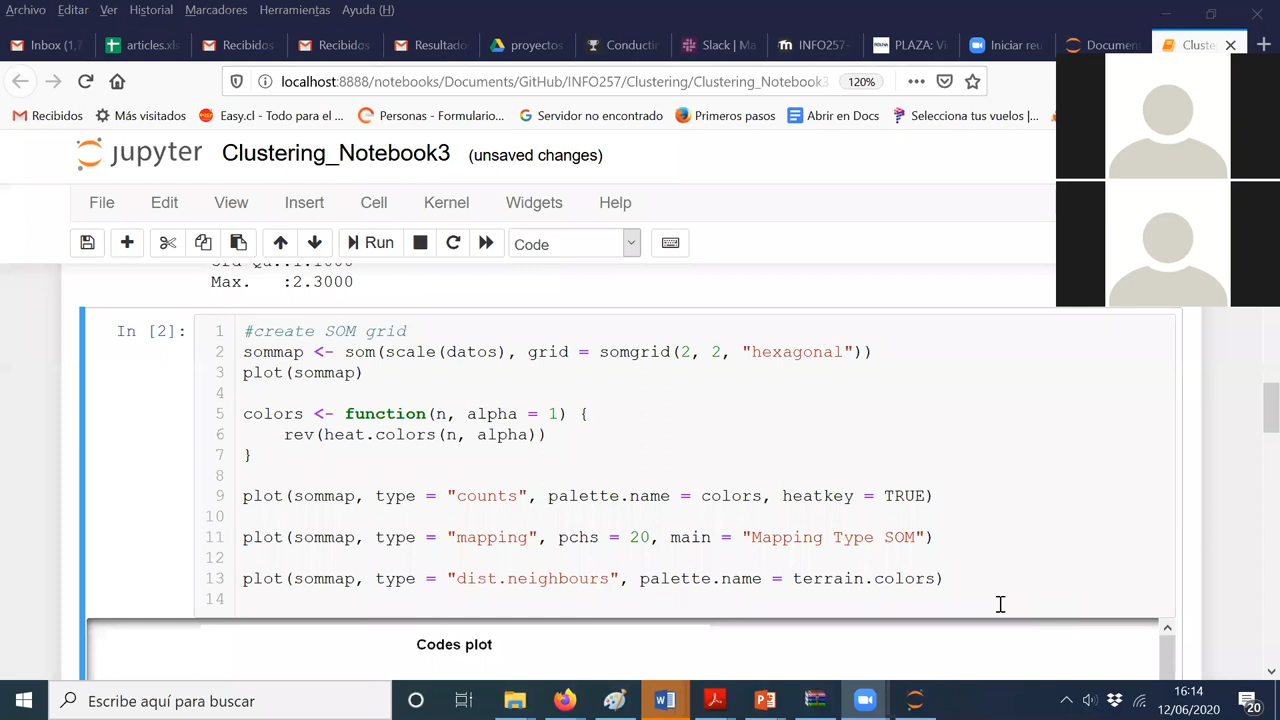 Archivo Editar Ver Historial Marcadores Herramientas Ayuda (H)
Inbox (1,7 articles.xls Recibidos Recibidos Resultado proyectos Conductir Slack | Ma INFO257- PLAZA: Vi Iniciar reu Document Cluste
localhost:8888/notebooks/Documents/GitHub/INFO257/Clustering/Clustering_Notebook3 120%
Recibidos Más visitados Easy.cl - Todo para el ... Personas - Formulario... Servidor no encontrado Primeros pasos Abrir en Docs Selecciona tus vuelos ...
jupyter Clustering_Notebook3 (unsaved changes)
File Edit View Insert Cell Kernel Widgets Help
Run Code
Max. :2.3000
In [2]:
1 #create SOM grid
2 sommap <- som(scale(datos), grid = somgrid(2, 2, "hexagonal"))
3 plot(sommap)
4
5 colors <- function(n, alpha = 1) {
6 rev(heat.colors(n, alpha))
7 }
8
9 plot(sommap, type = "counts", palette.name = colors, heatkey = TRUE)
10
11 plot(sommap, type = "mapping", pchs = 20, main = "Mapping Type SOM")
12
13 plot(sommap, type = "dist.neighbours", palette.name = terrain.colors)
14
Codes plot
Escribe aquí para buscar
16:14
12/06/2020
20